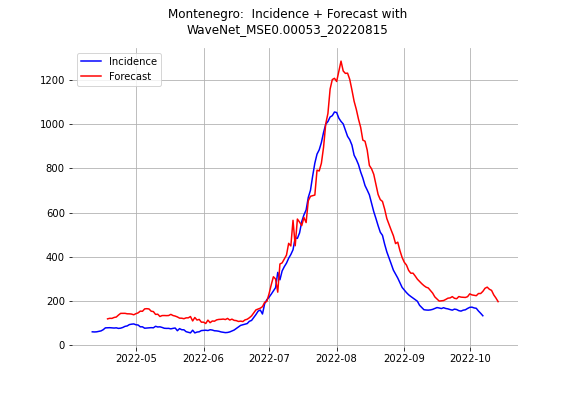 Montenegro:  Incidence + Forecast with
WaveNet_MSE0.00053_20220815
Incidence
Forecast
1200
1000
800
600
400
200
0
2022-05 2022-06 2022-07 2022-08 2022-09 2022-10